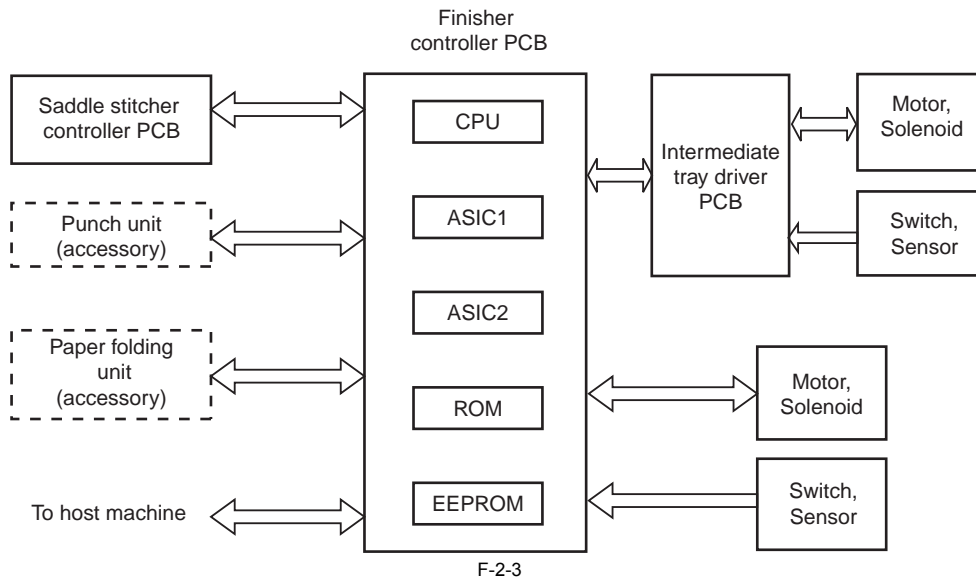 Finisher
controller PCB
Saddle stitcher
controller PCB
Punch unit
(accessory)
Paper folding
unit
(accessory)
To host machine
CPU
ASIC1
ASIC2
ROM
EEPROM
Intermediate
tray driver
PCB
Motor,
Solenoid
Switch,
Sensor
Motor,
Solenoid
Switch,
Sensor
F-2-3